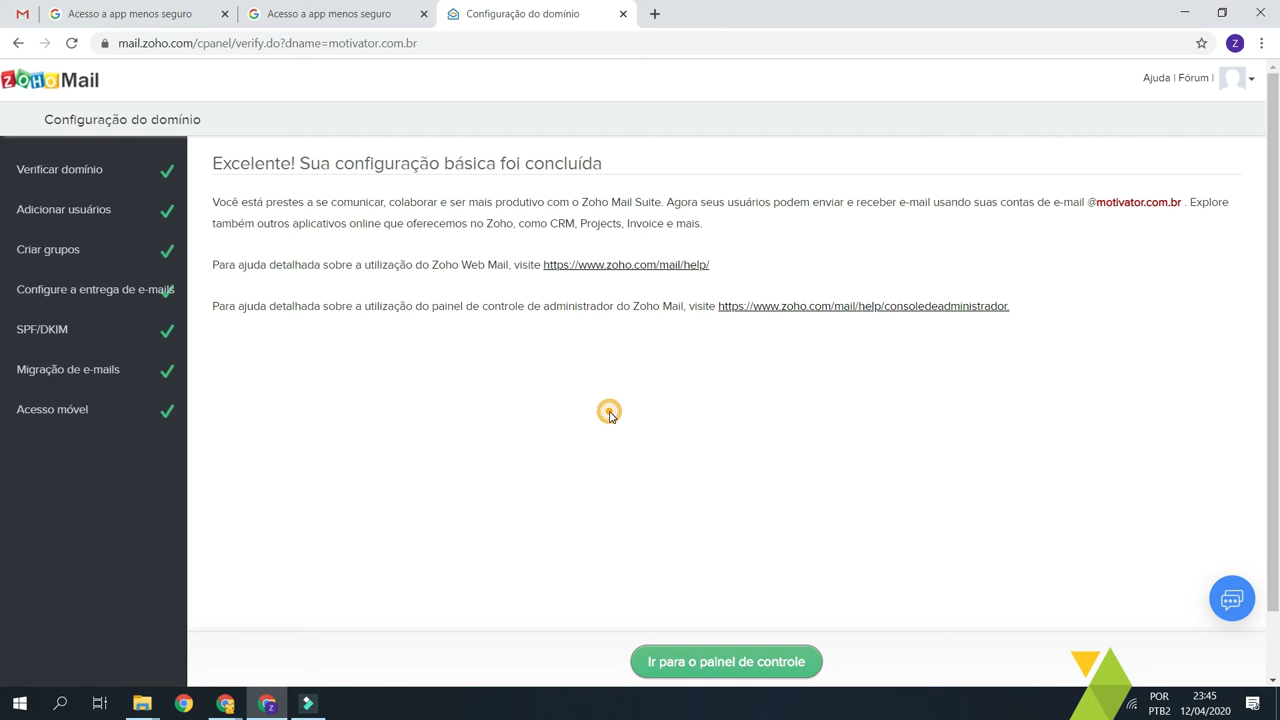 Acesso a app menos seguro
Acesso a app menos seguro
Configuração do domínio
mail.zoho.com/cpanel/verify.do?dname=motivator.com.br
Z
ZOHO Mail
Ajuda | Fórum |
Configuração do domínio
Verificar domínio
Adicionar usuários
Criar grupos
Configure a entrega de e-mails
SPF/DKIM
Migração de e-mails
Acesso móvel
Excelente! Sua configuração básica foi concluída
Você está prestes a se comunicar, colaborar e ser mais produtivo com o Zoho Mail Suite. Agora seus usuários podem enviar e receber e-mail usando suas contas de e-mail @motivator.com.br . Explore
também outros aplicativos online que oferecemos no Zoho, como CRM, Projects, Invoice e mais.
Para ajuda detalhada sobre a utilização do Zoho Web Mail, visite https://www.zoho.com/mail/help/
Para ajuda detalhada sobre a utilização do painel de controle de administrador do Zoho Mail, visite https://www.zoho.com/mail/help/consoledeadministrador.
Ir para o painel de controle
POR
PTB2
23:45
12/04/2020